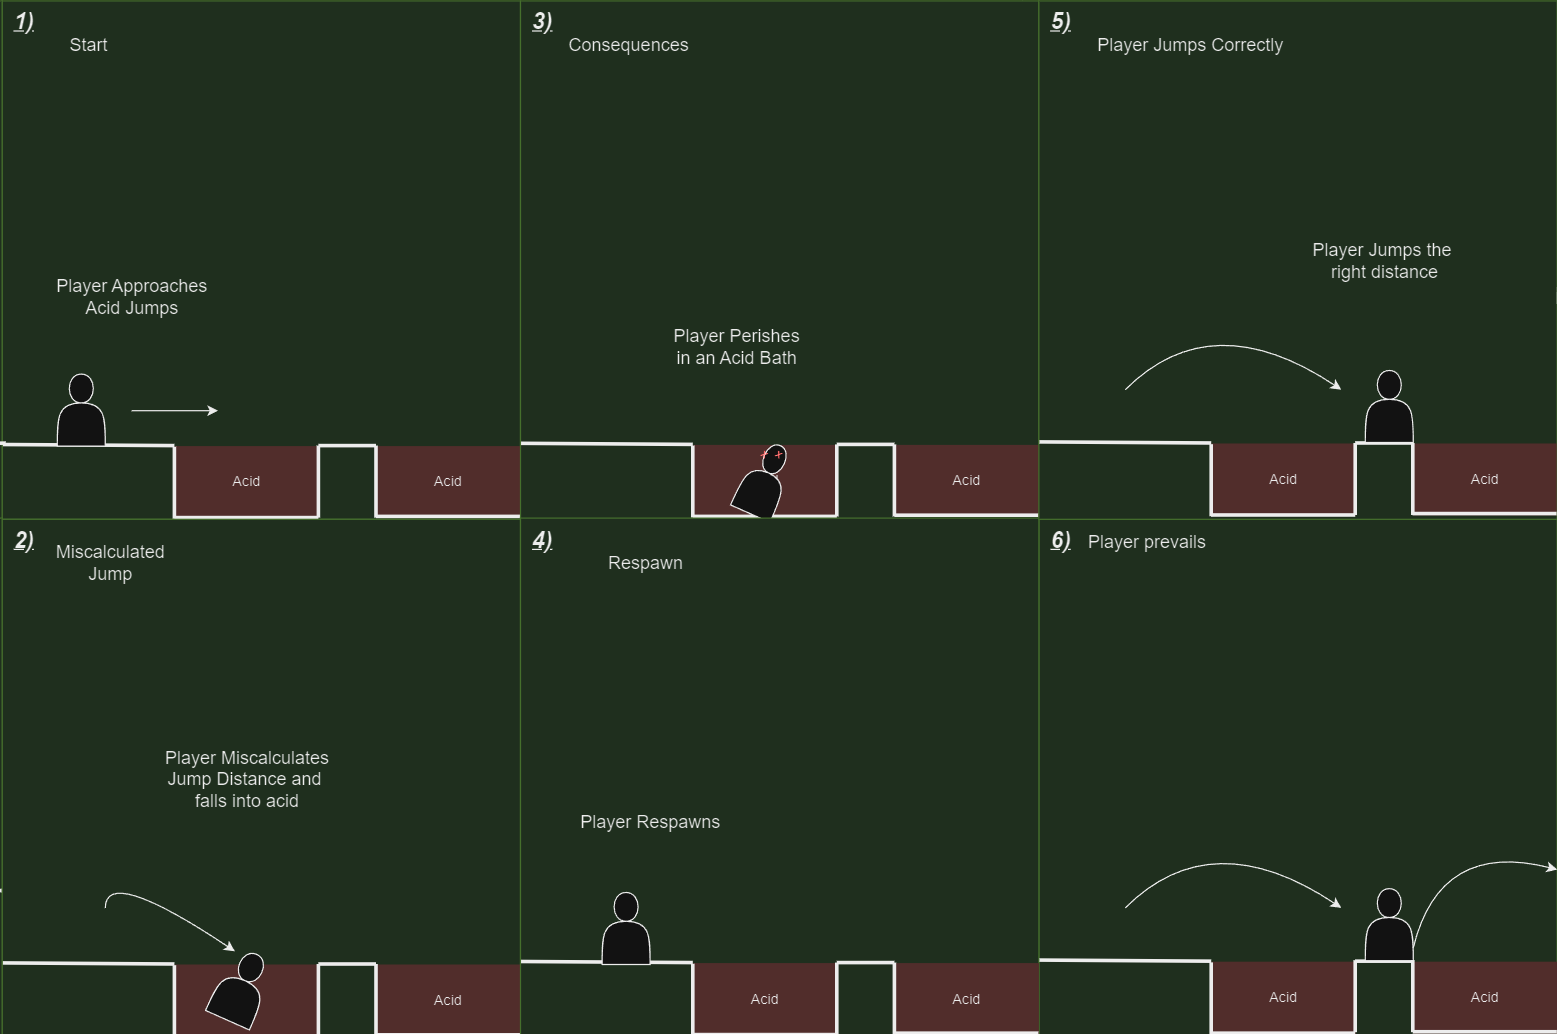 1)
Start
Player Approaches
Acid Jumps
Acid
Acid
2)
Miscalculated
Jump
Player Miscalculates
Jump Distance and
falls into acid
Acid
3)
Consequences
Player Perishes
in an Acid Bath
Acid
4)
Respawn
Player Respawns
Acid
Acid
5)
Player Jumps Correctly
Player Jumps the
right distance
Acid
Acid
6)
Player prevails
Acid
Acid